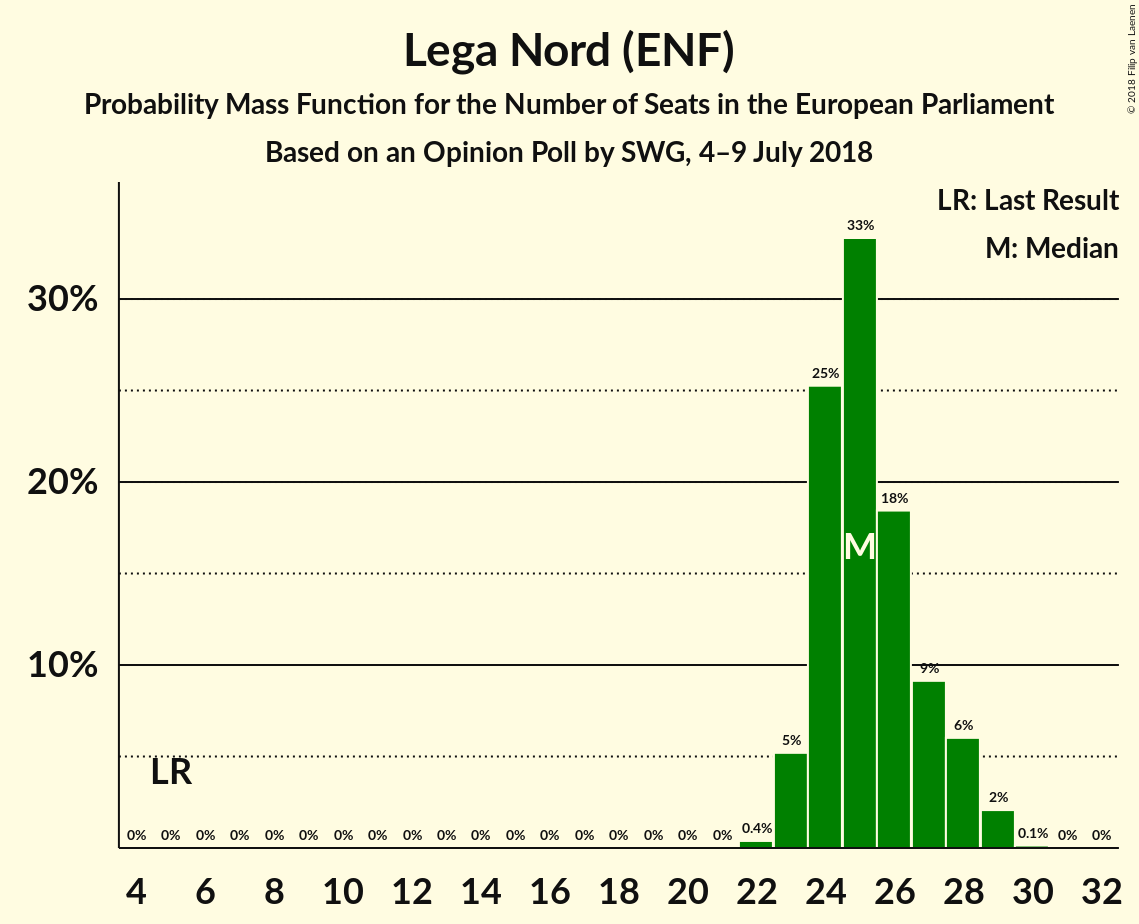 Lega Nord (ENF)
Probability Mass Function for the Number of Seats in the European Parliament
Based on an Opinion Poll by SWG, 4–9 July 2018
© 2018 Filip van Laenen
LR: Last Result
M: Median
30%
20%
10%
33%
25%
18%
9%
6%
5%
2%
M
LR
0% 0% 0% 0% 0% 0% 0% 0% 0% 0% 0% 0% 0% 0% 0% 0% 0% 0% 0.4% 0.1% 0% 0%
4 6 8 10 12 14 16 18 20 22 24 26 28 30 32